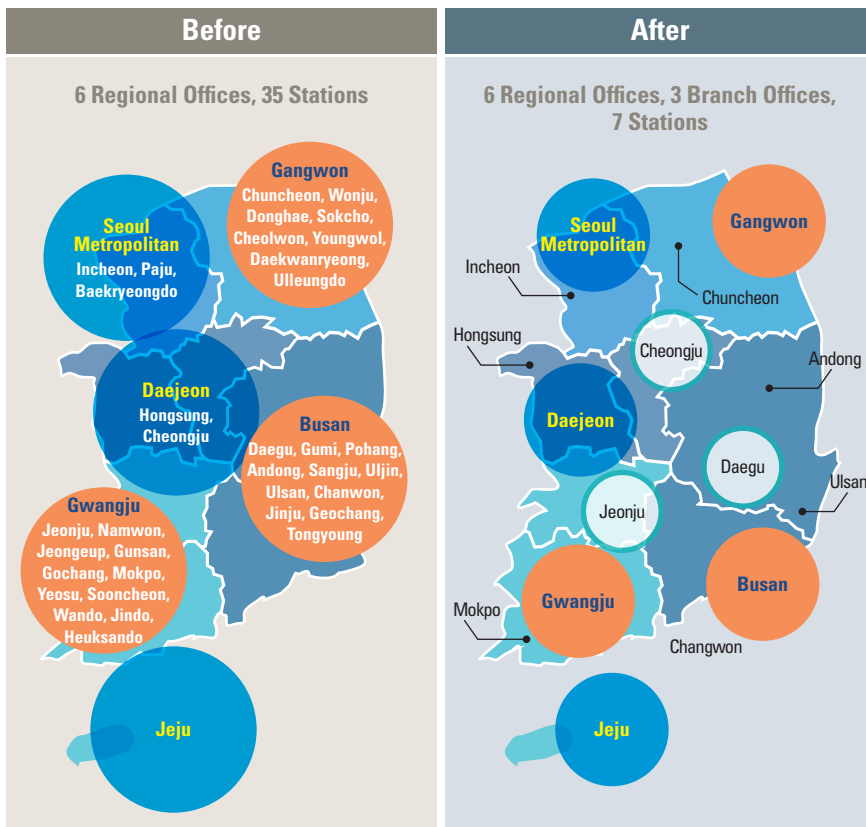 Before
6 Regional Offices, 35 Stations
Gangwon
Chuncheon, Wonju,
Donghae, Sokcho,
Cheolwon, Youngwol,
Daekwanryeong,
Ulleungdo
Seoul
Metropolitan
Incheon, Paju,
Baekryeongdo
Daejeon
Hongsung,
Cheongju
Busan
Daegu, Gumi, Pohang,
Andong, Sangju, Uljin,
Ulsan, Chanwon,
Jinju, Geochang,
Tongyoung
Gwangju
Jeonju, Namwon,
Jeongeup, Gunsan,
Gochang, Mokpo,
Yeosu, Sooncheon,
Wando, Jindo,
Heuksando
Jeju
After
6 Regional Offices, 3 Branch Offices,
7 Stations
Seoul
Metropolitan
Gangwon
Incheon
Chuncheon
Hongsung
Cheongju
Andong
Daejeon
Daegu
Ulsan
Jeonju
Busan
Gwangju
Mokpo
Changwon
Jeju